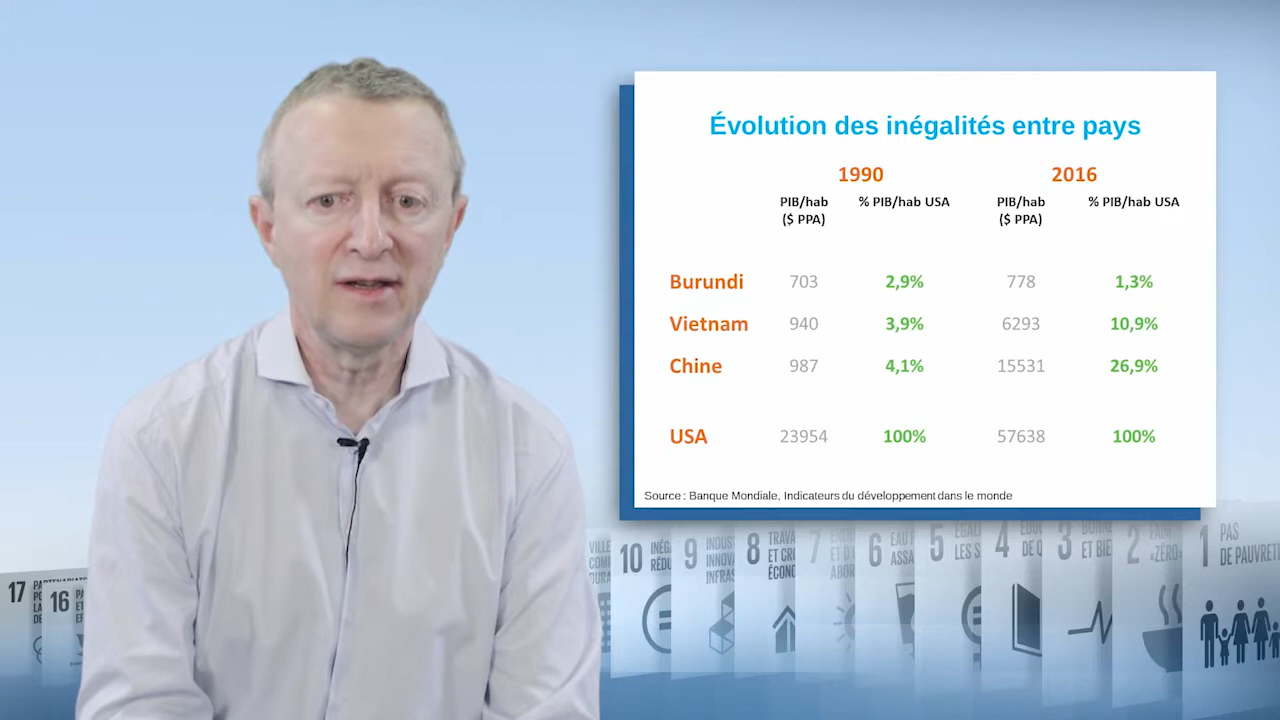 Évolution des inégalités entre pays
1990 2016
PIB/hab % PIB/hab USA PIB/hab % PIB/hab USA
($ PPA) ($ PPA)
Burundi 703 2,9% 778 1,3%
Vietnam 940 3,9% 6293 10,9%
Chine 987 4,1% 15531 26,9%
USA 23954 100% 57638 100%
Source : Banque Mondiale, Indicateurs du développement dans le monde
17
16
10
9
8
7
6
5
4
3
2
«ZÉRO»
1 PAS
DE